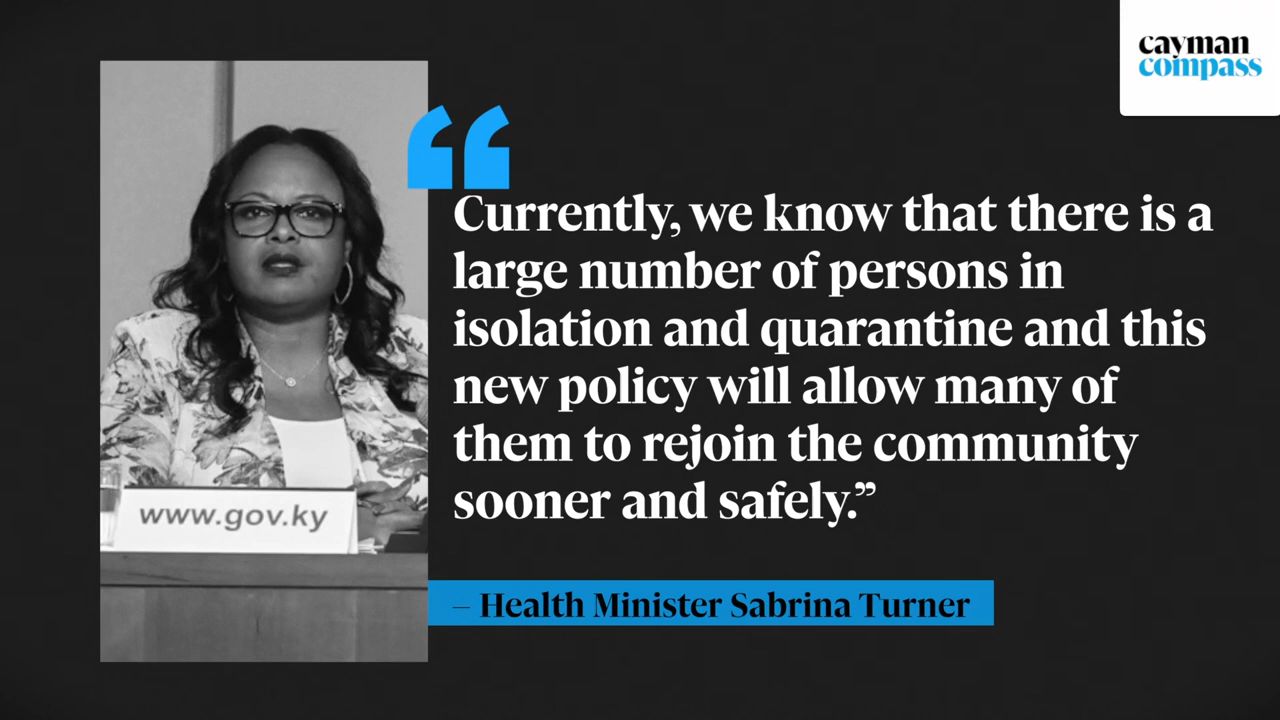 cayman
compass
“
Currently, we know that there is a
large number of persons in
isolation and quarantine and this
new policy will allow many of
them to rejoin the community
sooner and safely.”
www.gov.ky
– Health Minister Sabrina Turner